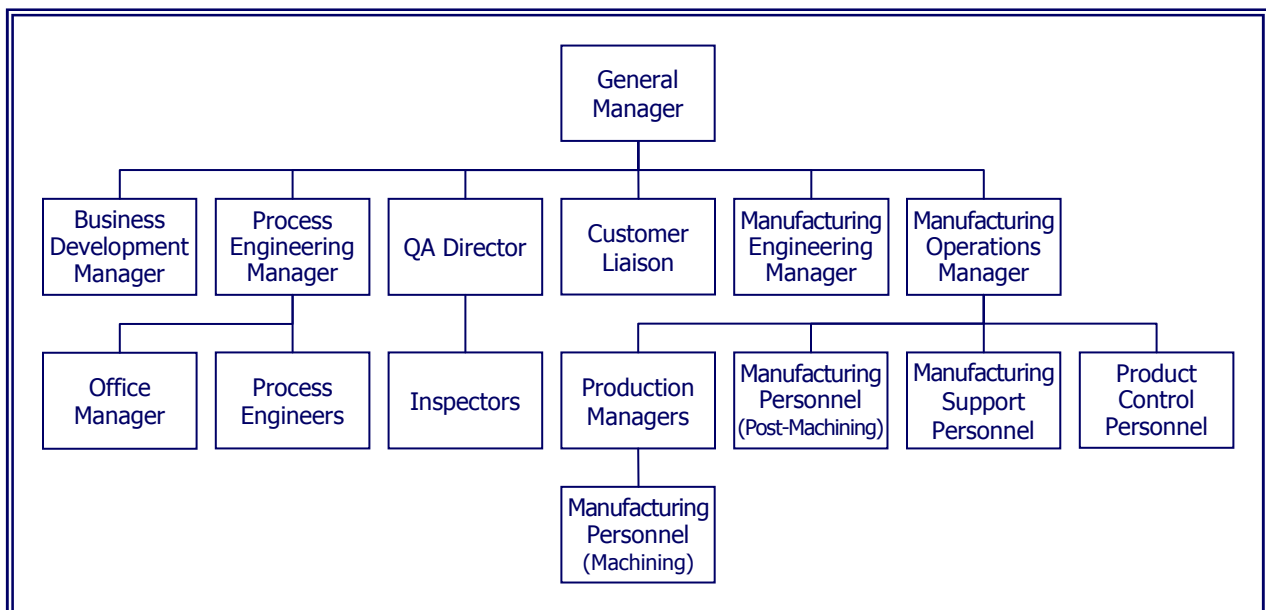 General
Manager
Business
Development
Manager
Process
Engineering
Manager
QA Director
Customer
Liaison
Manufacturing
Engineering
Manager
Manufacturing
Operations
Manager
Office
Manager
Process
Engineers
Inspectors
Production
Managers
Manufacturing
Personnel
(Post-Machining)
Manufacturing
Support
Personnel
Product
Control
Personnel
Manufacturing
Personnel
(Machining)